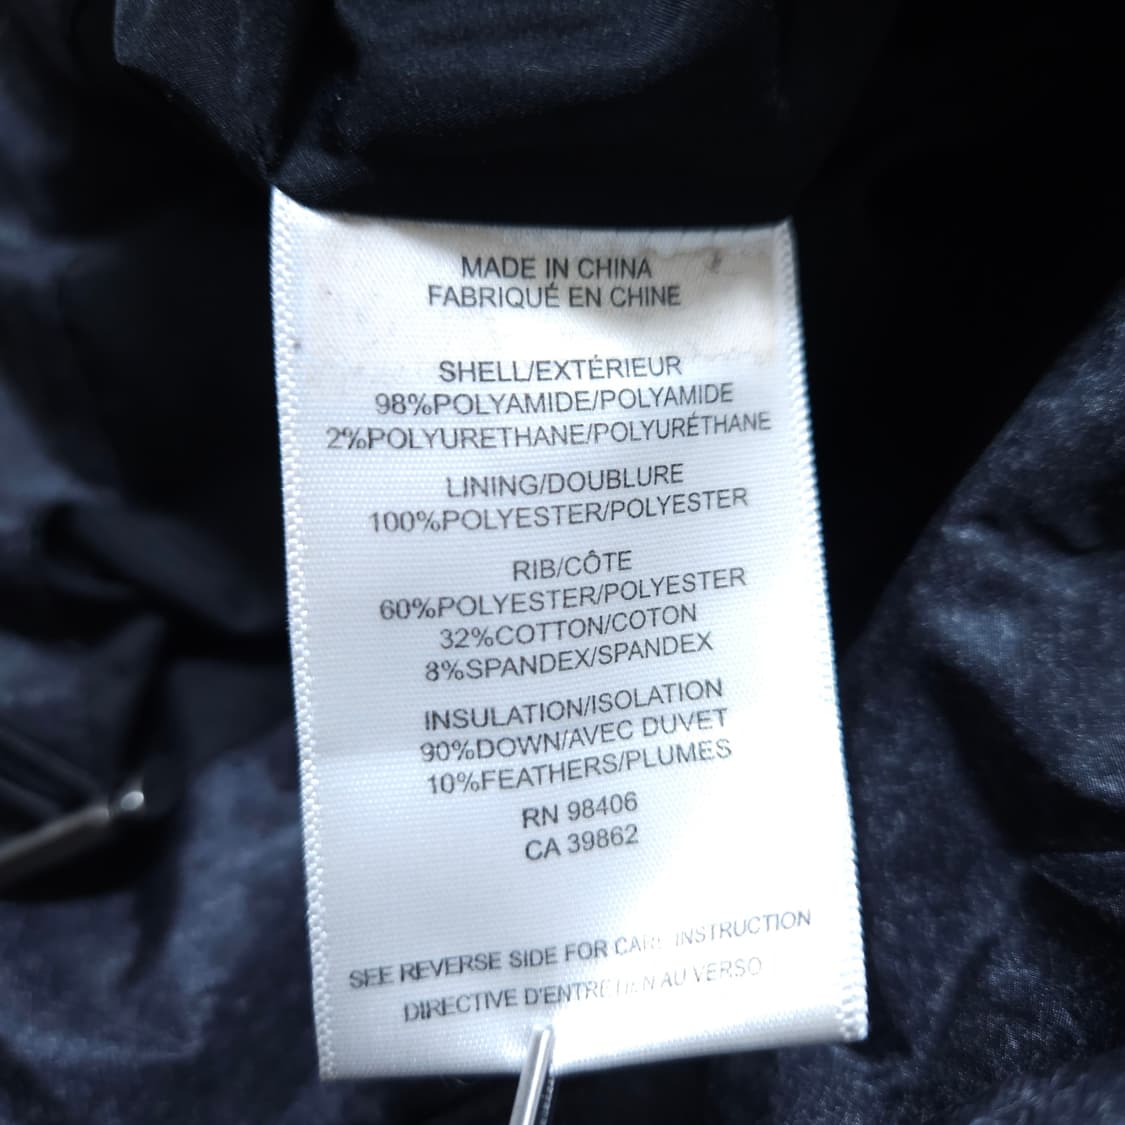 MADE IN CHINA
FABRIQUÉ EN CHINE
SHELL/EXTÉRIEUR
98%POLYAMIDE/POLYAMIDE
2%POLYURETHANE/POLYURÉTHANE
LINING/DOUBLURE
100%POLYESTER/POLYESTER
RIB/CÔTE
60%POLYESTER/POLYESTER
32%COTTON/COTON
8%SPANDEX/SPANDEX
INSULATION/ISOLATION
90%DOWN/AVEC DUVET
10%FEATHERS/PLUMES
RN 98406
CA 39862
SEE REVERSE SIDE FOR CARE INSTRUCTION
DIRECTIVE D'ENTRETIEN AU VERSO